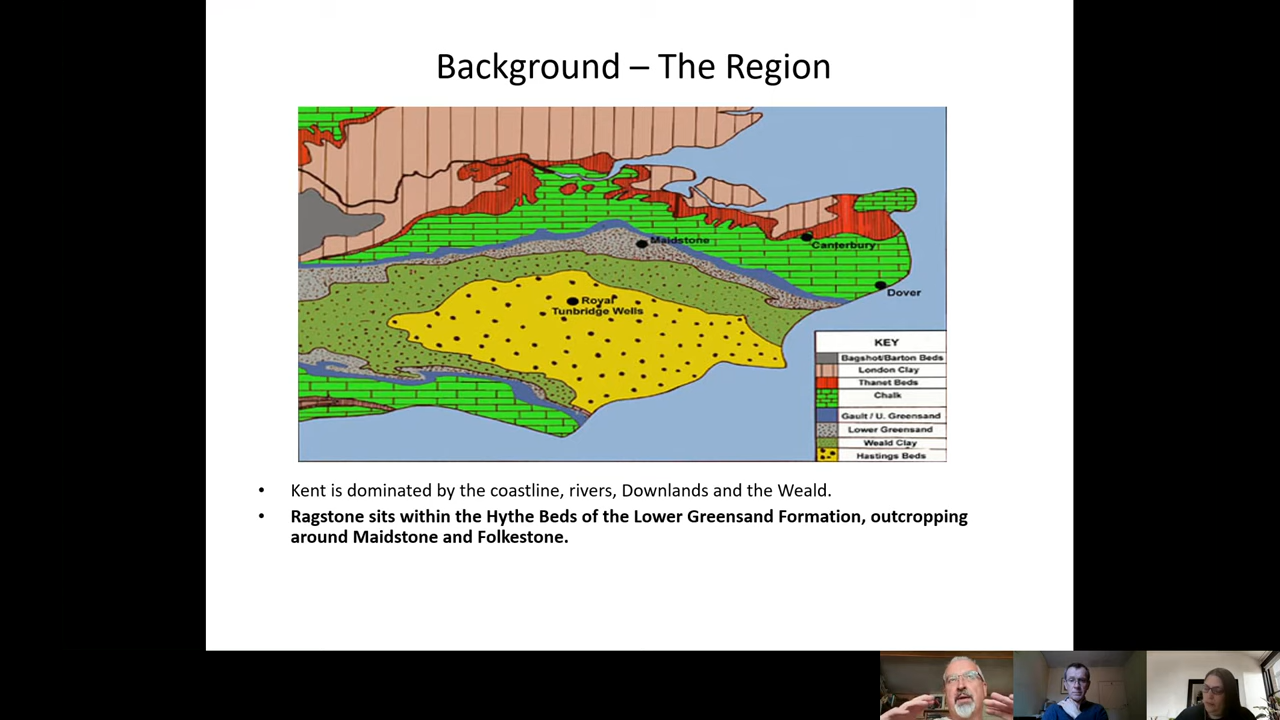 Background – The Region
Maidstone
Canterbury
Royal
Tunbridge Wells
Dover
KEY
Bagshot/Barton Beds
London Clay
Thanet Beds
Chalk
Gault / U. Greensand
Lower Greensand
Weald Clay
Hastings Beds
• Kent is dominated by the coastline, rivers, Downlands and the Weald.
• Ragstone sits within the Hythe Beds of the Lower Greensand Formation, outcropping
around Maidstone and Folkestone.